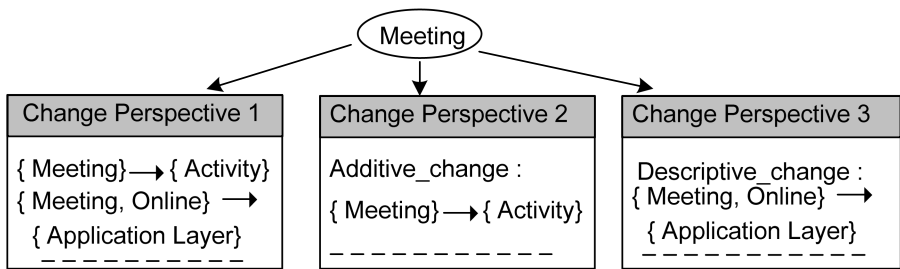 Meeting
Change Perspective 1
{ Meeting} → { Activity}
{ Meeting, Online} →
{ Application Layer}
Change Perspective 2
Additive_change :
{ Meeting} → { Activity}
Change Perspective 3
Descriptive_change :
{ Meeting, Online} →
{ Application Layer}